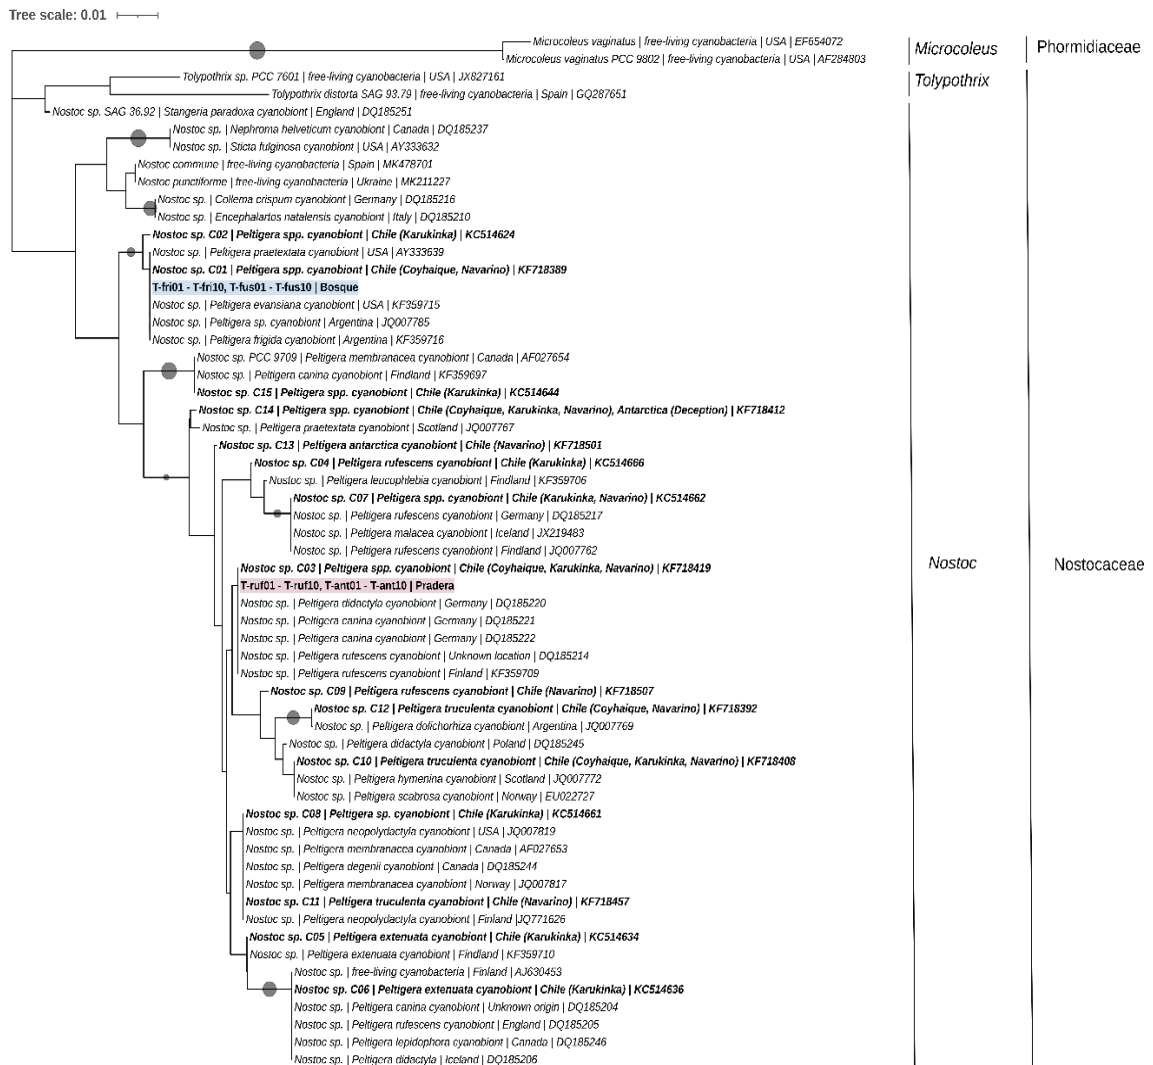 Tree scale: 0.01
Microcoleus vaginatus | free-living cyanobacteria | USA | EF654072
Microcoleus vaginatus PCC 9802 | free-living cyanobacteria | USA | AF284803
Microcoleus
Phormidiaceae
Tolypothrix sp. PCC 7601 | free-living cyanobacteria | USA | JX827161
Tolypothrix distorta SAG 93.79 | free-living cyanobacteria | Spain | GQ287651
Tolypothrix
Nostoc sp. SAG 36.92 | Stangeria paradoxa cyanobiont | England | DQ185251
Nostoc sp. | Nephroma helveticum cyanobiont | Canada | DQ185237
Nostoc sp. | Sticta fulginosa cyanobiont | USA | AY333632
Nostoc commune | free-living cyanobacteria | Spain | MK478701
Nostoc punctiforme | free-living cyanobacteria | Ukraine | MK211227
Nostoc sp. | Collema crispum cyanobiont | Germany | DQ185216
Nostoc sp. | Encephalartos natalensis cyanobiont | Italy | DQ185210
Nostoc sp. C02 | Peltigera spp. cyanobiont | Chile (Karukinka) | KC514624
Nostoc sp. | Peltigera praetextata cyanobiont | USA | AY333639
Nostoc sp. C01 | Peltigera spp. cyanobiont | Chile (Coyhaique, Navarino) | KF718389
T-fri01 - T-fri10, T-fus01 - T-fus10 | Bosque
Nostoc sp. | Peltigera evansiana cyanobiont | USA | KF359715
Nostoc sp. | Peltigera sp. cyanobiont | Argentina | JQ007785
Nostoc sp. | Peltigera frigida cyanobiont | Argentina | KF359716
Nostoc sp. PCC 9709 | Peltigera membranacea cyanobiont | Canada | AF027654
Nostoc sp. | Peltigera canina cyanobiont | Findland | KF359697
Nostoc sp. C15 | Peltigera spp. cyanobiont | Chile (Karukinka) | KC514644
Nostoc sp. C14 | Peltigera spp. cyanobiont | Chile (Coyhaique, Karukinka, Navarino), Antarctica (Deception) | KF718412
Nostoc sp. | Peltigera praetextata cyanobiont | Scotland | JQ007767
Nostoc sp. C13 | Peltigera antarctica cyanobiont | Chile (Navarino) | KF718501
Nostoc sp. C04 | Peltigera rufescens cyanobiont | Chile (Karukinka) | KC514666
Nostoc sp. | Peltigera leucophlebia cyanobiont | Findland | KF359706
Nostoc sp. C07 | Peltigera spp. cyanobiont | Chile (Karukinka, Navarino) | KC514662
Nostoc sp. | Peltigera rufescens cyanobiont | Germany | DQ185217
Nostoc sp. | Peltigera malacea cyanobiont | Iceland | JX219483
Nostoc sp. | Peltigera rufescens cyanobiont | Findland | JQ007762
Nostoc
Nostocaceae
Nostoc sp. C03 | Peltigera spp. cyanobiont | Chile (Coyhaique, Karukinka, Navarino) | KF718419
T-ruf01 - T-ruf10, T-ant01 - T-ant10 | Pradera
Nostoc sp. | Peltigera didactyla cyanobiont | Germany | DQ185220
Nostoc sp. | Peltigera canina cyanobiont | Germany | DQ185221
Nostoc sp. | Peltigera canina cyanobiont | Germany | DQ185222
Nostoc sp. | Peltigera rufescens cyanobiont | Unknown location | DQ185214
Nostoc sp. | Peltigera rufescens cyanobiont | Finland | KF359709
Nostoc sp. C09 | Peltigera rufescens cyanobiont | Chile (Navarino) | KF718507
Nostoc sp. C12 | Peltigera truculenta cyanobiont | Chile (Coyhaique, Navarino) | KF718392
Nostoc sp. | Peltigera dolichorhiza cyanobiont | Argentina | JQ007769
Nostoc sp. | Peltigera didactyla cyanobiont | Poland | DQ185245
Nostoc sp. C10 | Peltigera truculenta cyanobiont | Chile (Coyhaique, Karukinka, Navarino) | KF718408
Nostoc sp. | Peltigera hymenina cyanobiont | Scotland | JQ007772
Nostoc sp. | Peltigera scabrosa cyanobiont | Norway | EU022727
Nostoc sp. C08 | Peltigera sp. cyanobiont | Chile (Karukinka) | KC514661
Nostoc sp. | Peltigera neopolydactyla cyanobiont | USA | JQ007819
Nostoc sp. | Peltigera membranacea cyanobiont | Canada | AF027653
Nostoc sp. | Peltigera degenii cyanobiont | Canada | DQ185244
Nostoc sp. | Peltigera membranacea cyanobiont | Norway | JQ007817
Nostoc sp. C11 | Peltigera truculenta cyanobiont | Chile (Navarino) | KF718457
Nostoc sp. | Peltigera neopolydactyla cyanobiont | Finland |JQ771626
Nostoc sp. C05 | Peltigera extenuata cyanobiont | Chile (Karukinka) | KC514634
Nostoc sp. | Peltigera extenuata cyanobiont | Findland | KF359710
Nostoc sp. | free-living cyanobacteria | Finland | AJ630453
Nostoc sp. C06 | Peltigera extenuata cyanobiont | Chile (Karukinka) | KC514636
Nostoc sp. | Peltigera canina cyanobiont | Unknown origin | DQ185204
Nostoc sp. | Peltigera rufescens cyanobiont | England | DQ185205
Nostoc sp. | Peltigera lepidophora cyanobiont | Canada | DQ185246
Nostoc sp. | Peltigera didactyla | Iceland | DQ185206